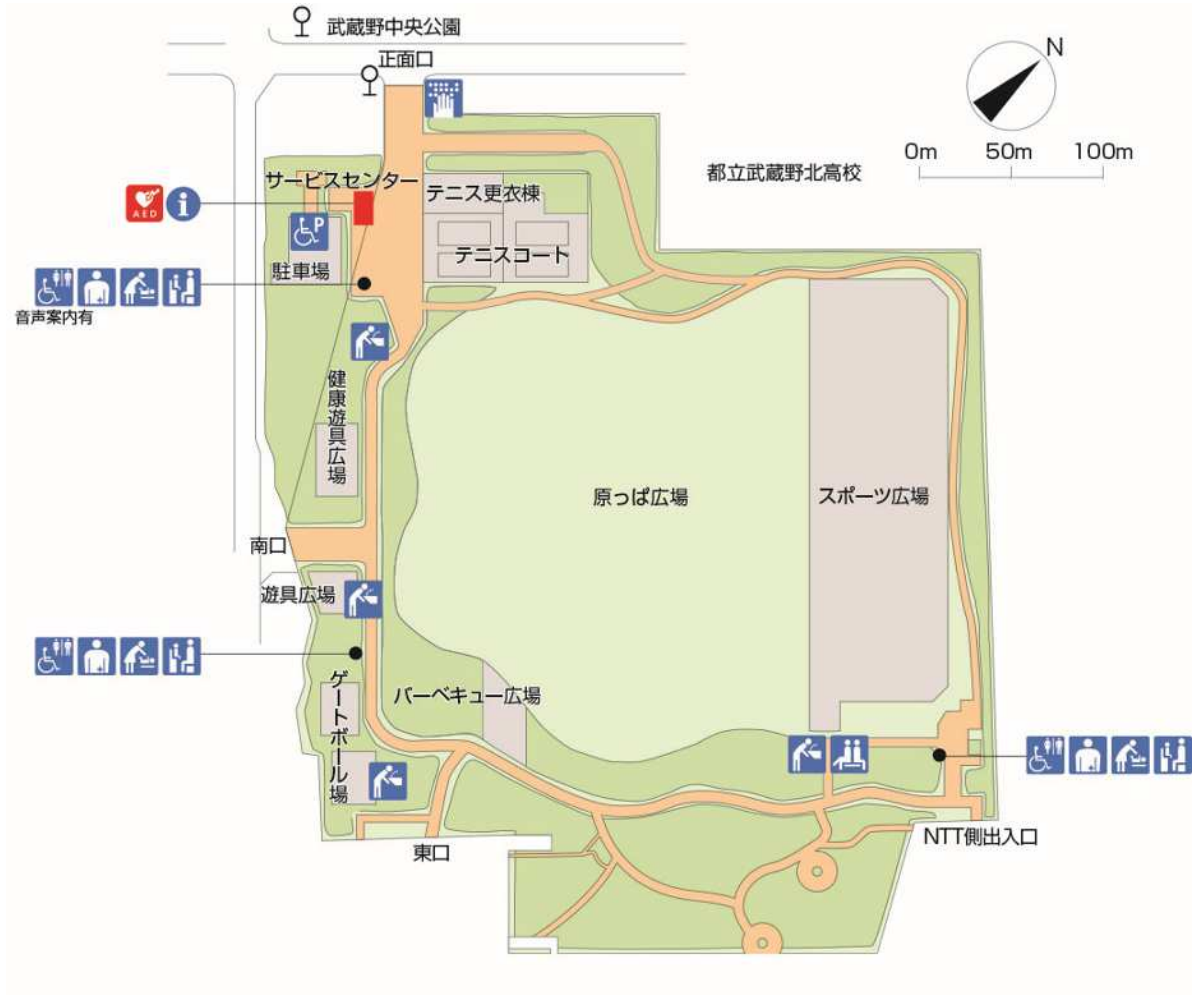 武蔵野中央公園
正面口
N
0m 50m 100m
都立武蔵野北高校
サービスセンター
テニス更衣棟
AED
i
P
テニスコート
駐車場
音声案内有
健康遊具広場
原っぱ広場
スポーツ広場
南口
遊具広場
バーベキュー広場
ゲートボール場
NTT側出入口
東口